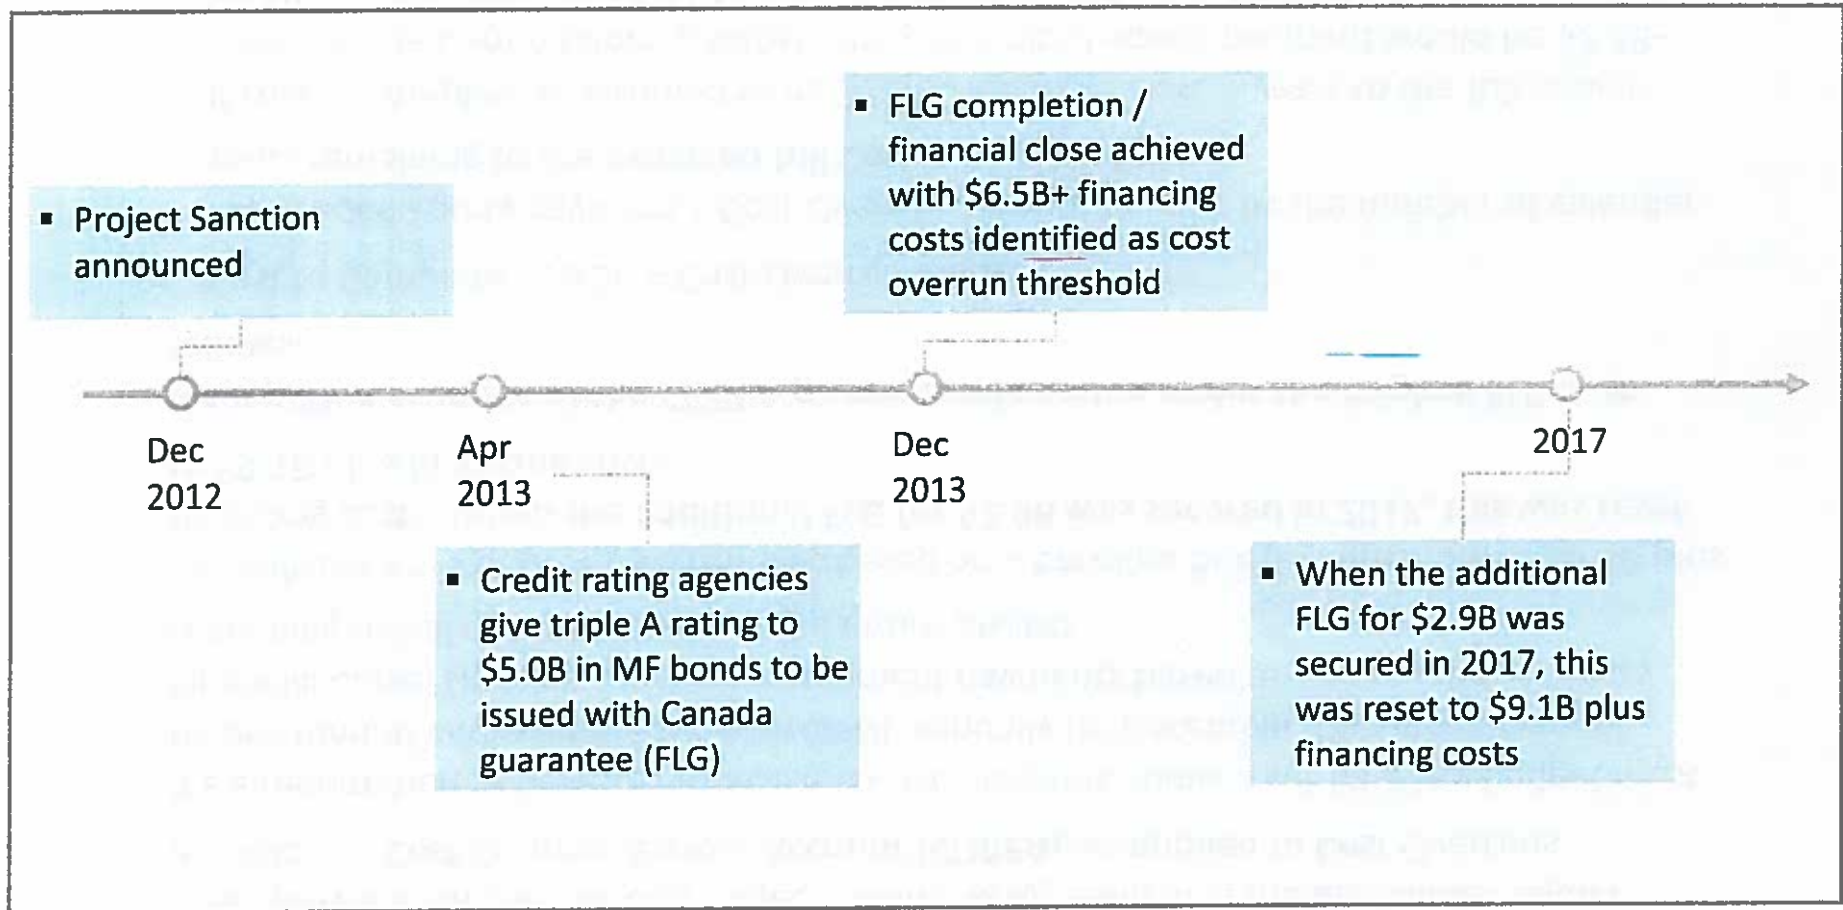 ▪ Project Sanction
announced
▪ FLG completion /
financial close achieved
with $6.5B+ financing
costs identified as cost
overrun threshold
Dec
2012
Apr
2013
Dec
2013
2017
▪ Credit rating agencies
give triple A rating to
$5.0B in MF bonds to be
issued with Canada
guarantee (FLG)
▪ When the additional
FLG for $2.9B was
secured in 2017, this
was reset to $9.1B plus
financing costs